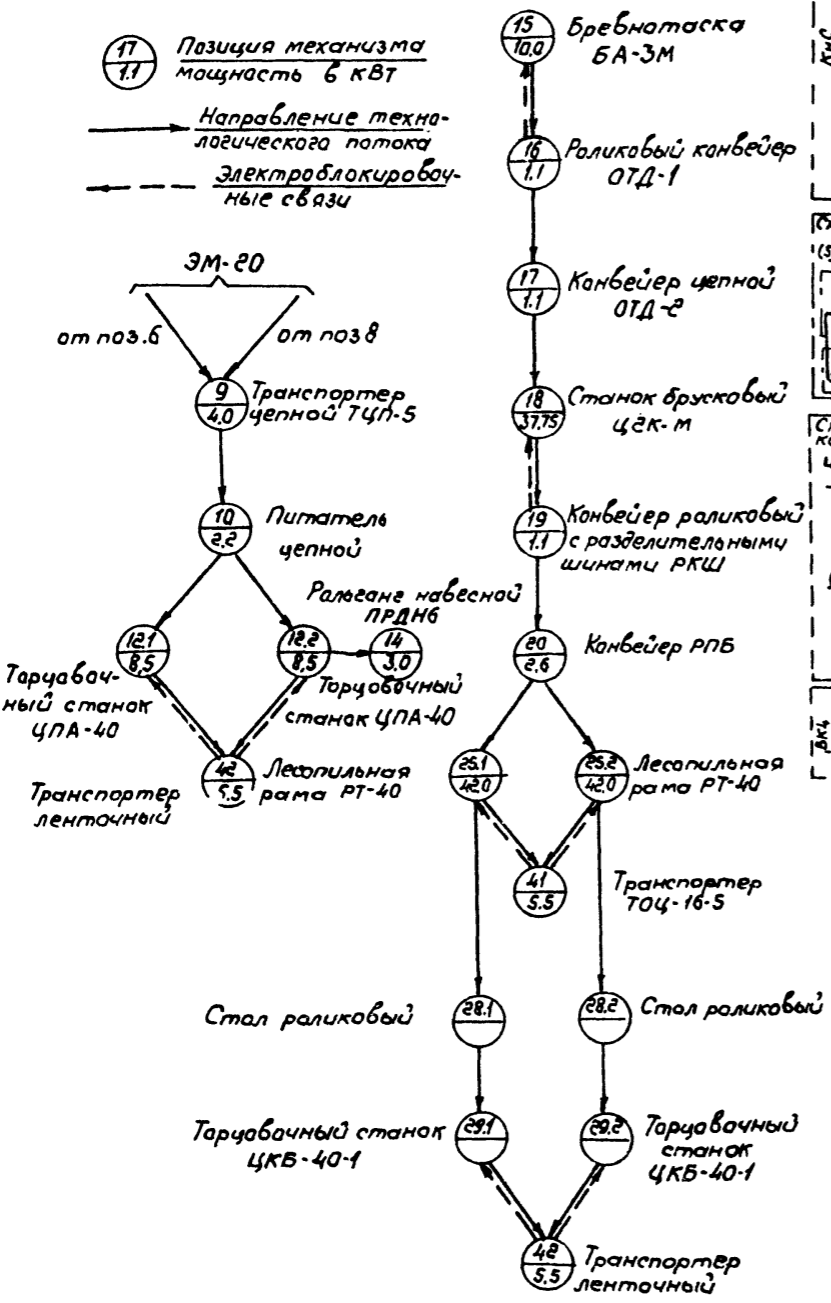 17
1.1
Позиция механизма
мощность в кВт
Направление техно-
логического потока
Электроблокировоч-
ные связи
15
10,0
Бревнотаска
БА-3М
16
1.1
Роликовый конвейер
ОТД-1
17
1.1
Конвейер цепной
ОТД-2
18
37,75
Станок брусковый
Ц2К-М
19
1.1
Конвейер роликовый
с разделительными
шинами РКШ
20
2,6
Конвейер РПБ
25.1
42,0
25.2
42,0
Лесопильная
рама РТ-40
41
5.5
Транспортер
ТОЦ-16-5
Стол роликовый
28.1
28.2
Стол роликовый
Торцовочный станок
ЦКБ-40-1
29.1
29.2
Торцовочный
станок
ЦКБ-40-1
42
5.5
Транспортер
ленточный
ЭМ-20
от поз.6
от поз 8
9
4,0
Транспортер
цепной ТЦП-5
10
2.2
Питатель
цепной
12.1
8,5
12.2
8,5
14
3.0
Рольганг навесной
ПРДН6
Торцовоч-
ный станок
ЦПА-40
Торцовочный
станок ЦПА-40
42
5.5
Лесопильная
рама РТ-40
Транспортер
ленточный